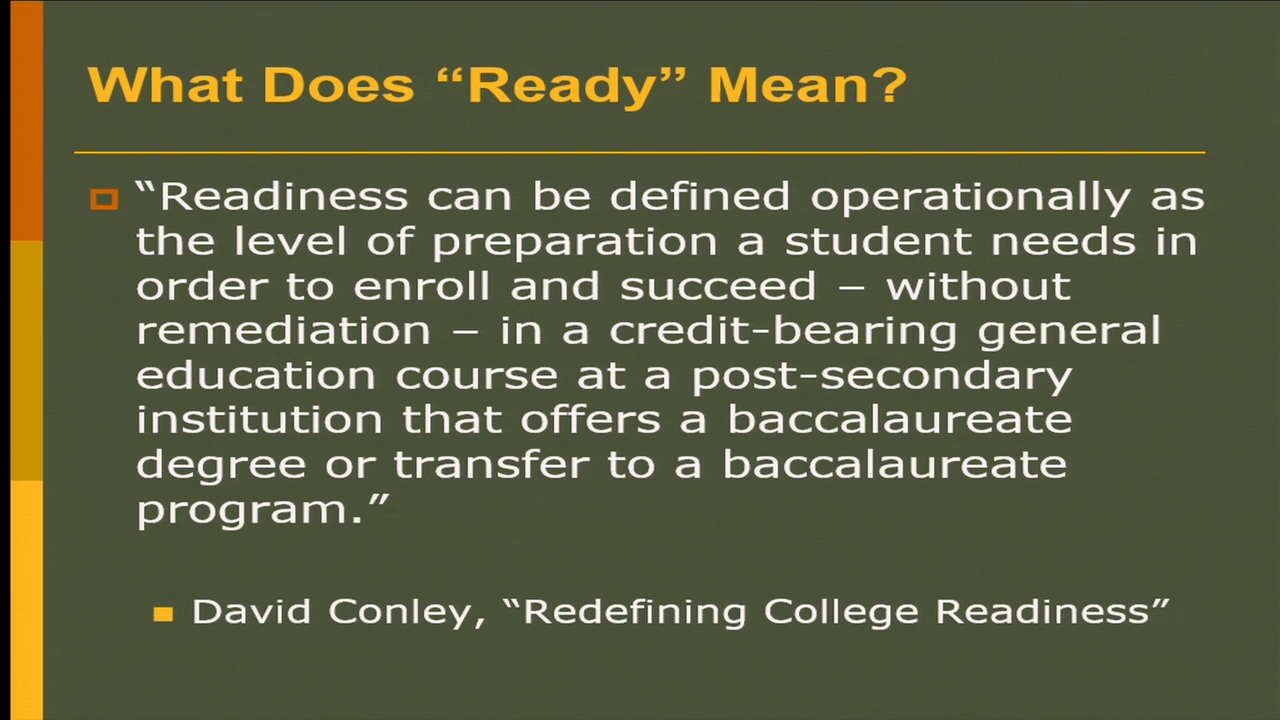 What Does “Ready” Mean?
“Readiness can be defined operationally as
the level of preparation a student needs in
order to enroll and succeed – without
remediation – in a credit-bearing general
education course at a post-secondary
institution that offers a baccalaureate
degree or transfer to a baccalaureate
program.”
David Conley, “Redefining College Readiness”